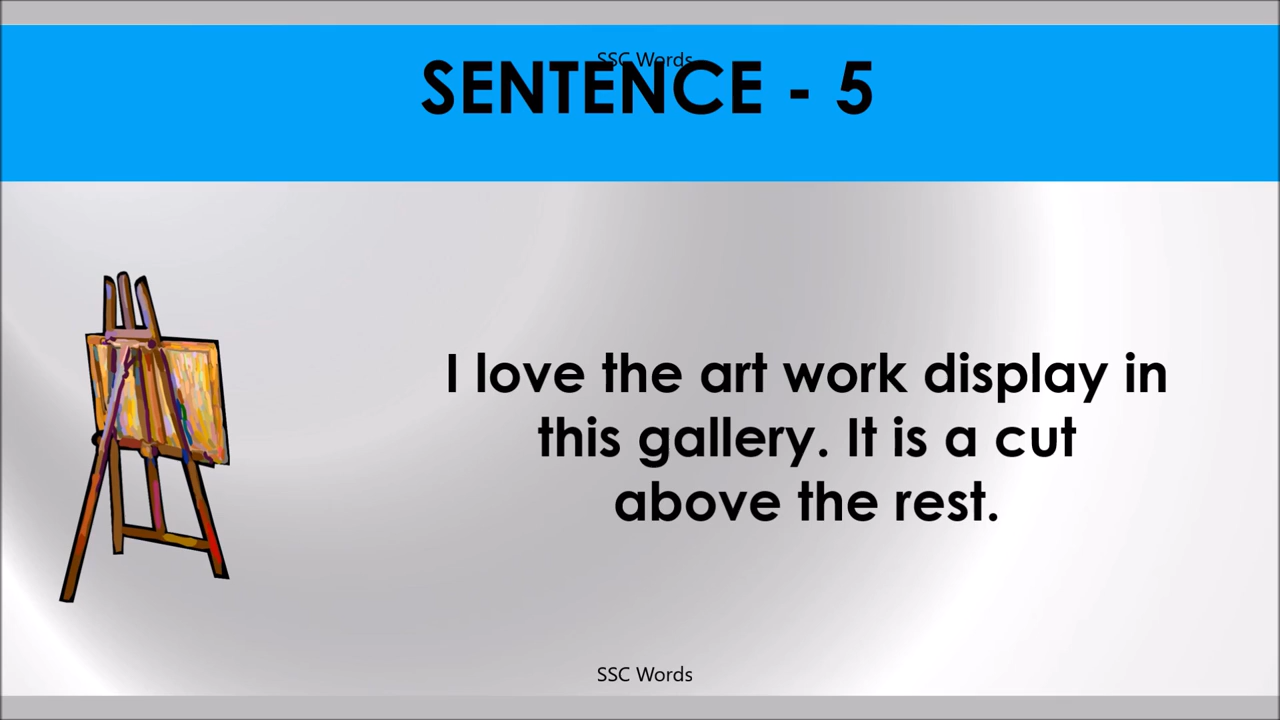 SSC Words
SENTENCE - 5
I love the art work display in
this gallery. It is a cut
above the rest.
SSC Words